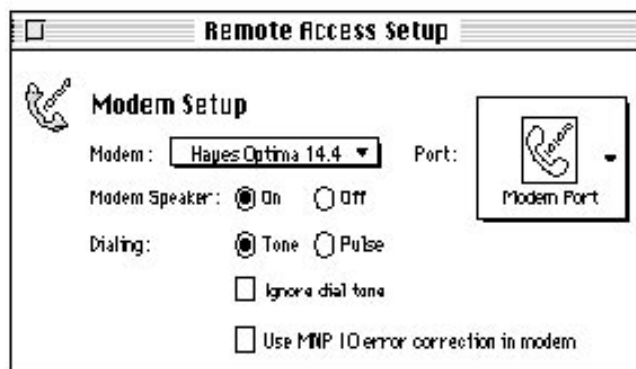 Remote Access Setup
Modem Setup
Modem: Hayes Optima 14.4 Port:
Modem Port
Modem Speaker: On Off
Dialing: Tone Pulse
Ignore dial tone
Use MNP 10 error correction in modem